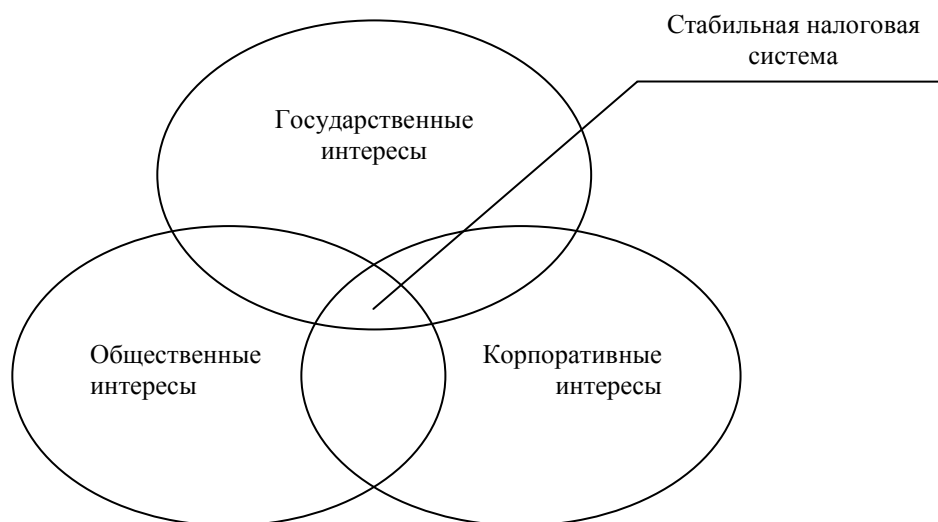 Стабильная налоговая
система
Государственные
интересы
Общественные
интересы
Корпоративные
интересы